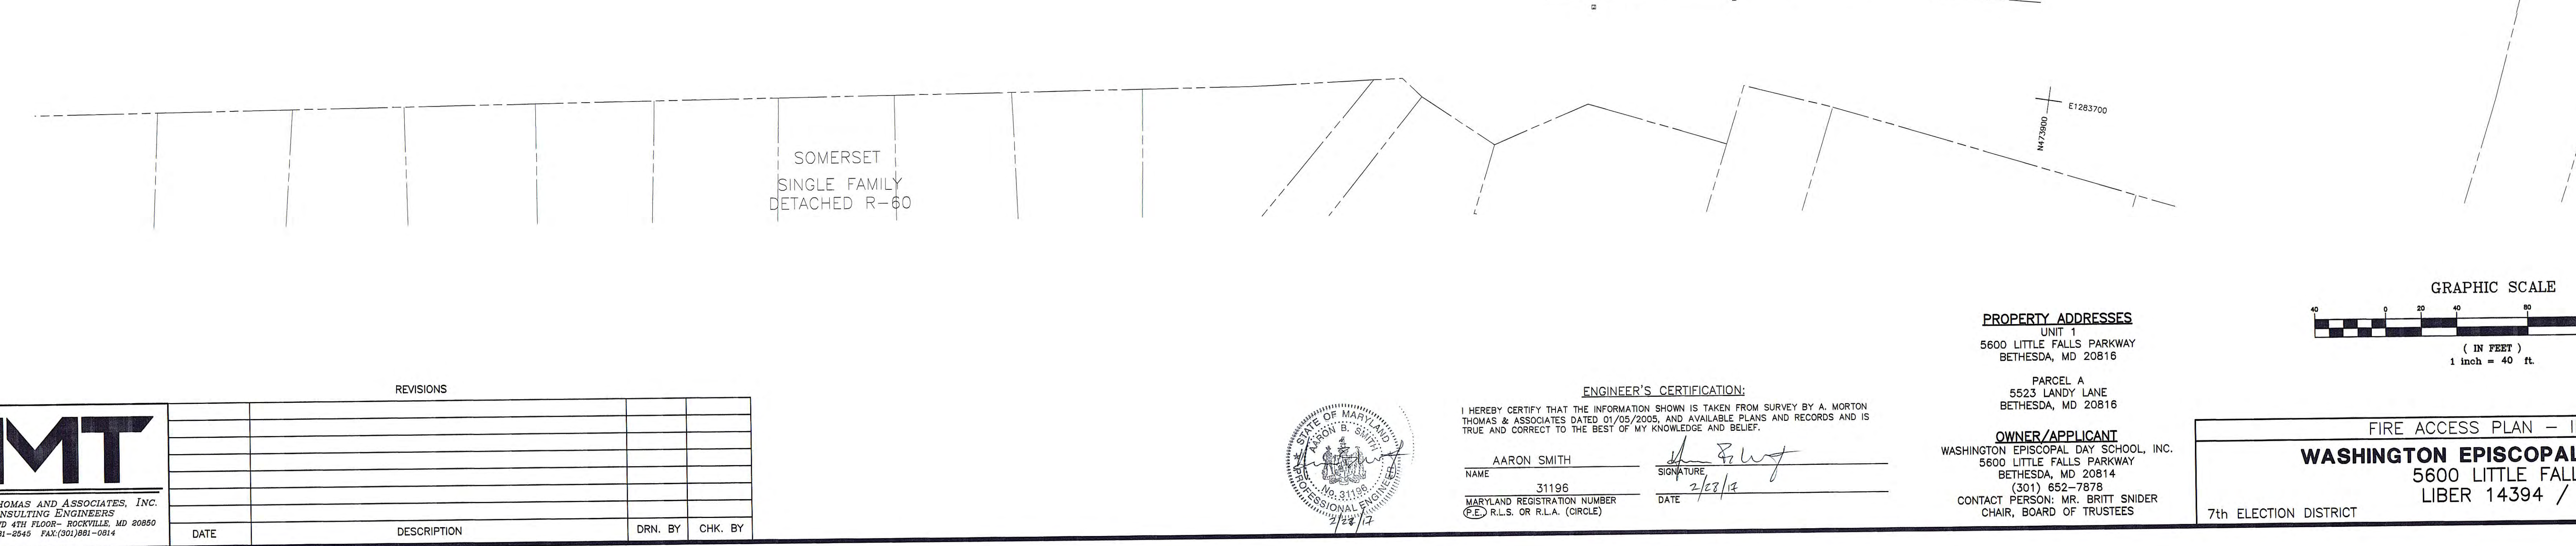 E1283700
N473900
SOMERSET
SINGLE FAMILY
DETACHED R-60
GRAPHIC SCALE
40 0 20 40 80
( IN FEET )
1 inch = 40 ft.
PROPERTY ADDRESSES
UNIT 1
5600 LITTLE FALLS PARKWAY
BETHESDA, MD 20816
PARCEL A
5523 LANDY LANE
BETHESDA, MD 20816
OWNER/APPLICANT
WASHINGTON EPISCOPAL DAY SCHOOL, INC.
5600 LITTLE FALLS PARKWAY
BETHESDA, MD 20814
(301) 652-7878
CONTACT PERSON: MR. BRITT SNIDER
CHAIR, BOARD OF TRUSTEES
REVISIONS
DATE DESCRIPTION DRN. BY CHK. BY
MT
HOMAS AND ASSOCIATES, INC.
NSULTING ENGINEERS
D 4TH FLOOR- ROCKVILLE, MD 20850
1-2545 FAX:(301)881-0814
STATE OF MARYLAND
AARON B. SMITH
No. 31196
PROFESSIONAL ENGINEER
2/28/17
ENGINEER'S CERTIFICATION:
I HEREBY CERTIFY THAT THE INFORMATION SHOWN IS TAKEN FROM SURVEY BY A. MORTON
THOMAS & ASSOCIATES DATED 01/05/2005, AND AVAILABLE PLANS AND RECORDS AND IS
TRUE AND CORRECT TO THE BEST OF MY KNOWLEDGE AND BELIEF.
AARON SMITH
NAME SIGNATURE
31196 2/28/17
MARYLAND REGISTRATION NUMBER DATE
P.E. R.L.S. OR R.L.A. (CIRCLE)
FIRE ACCESS PLAN -
WASHINGTON EPISCOPAL
5600 LITTLE FAL
LIBER 14394 /
7th ELECTION DISTRICT